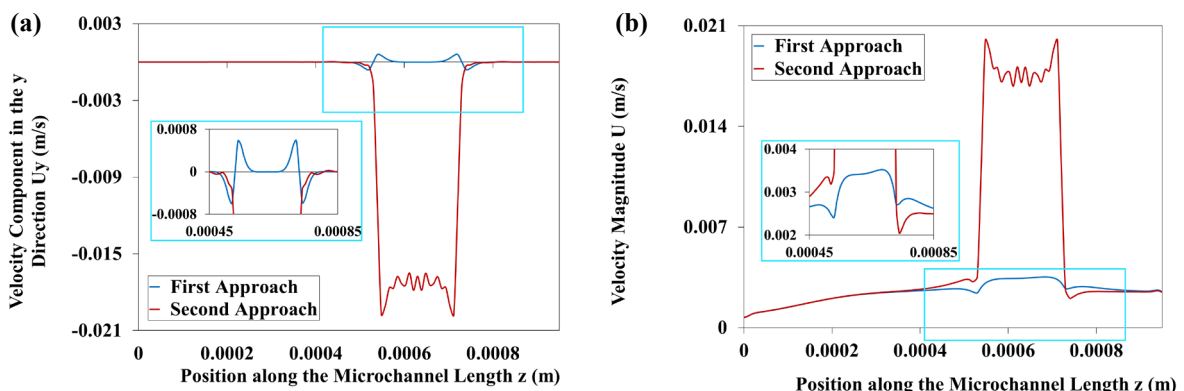 (a)
0.003
-0.003
-0.009
-0.015
-0.021
Velocity Component in the y
Direction Uy (m/s)
0.0008
0
-0.0008
0.00045
0.00085
First Approach
Second Approach
0
0.0002
0.0004
0.0006
0.0008
Position along the Microchannel Length z (m)
(b)
0.021
0.014
0.007
0
Velocity Magnitude U (m/s)
First Approach
Second Approach
0.004
0.003
0.002
0.00045
0.00085
0
0.0002
0.0004
0.0006
0.0008
Position along the Microchannel Length z (m)